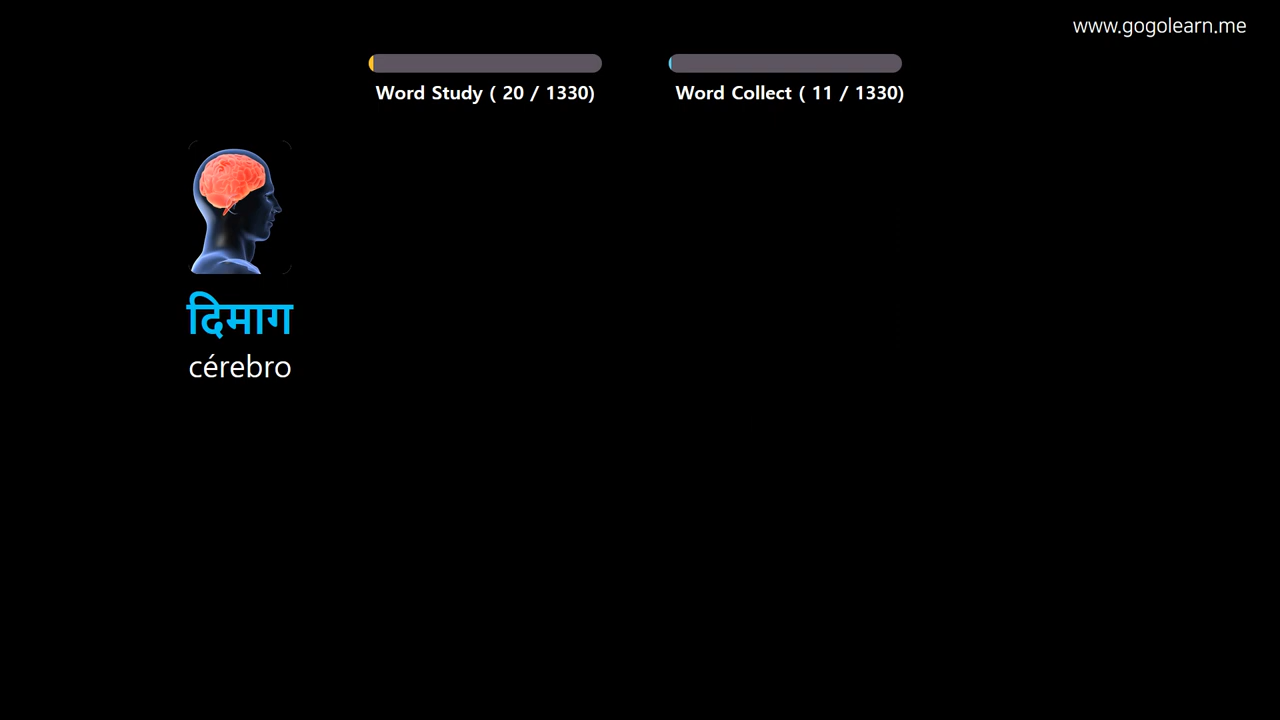 www.gogolearn.me
Word Study ( 20 / 1330)
Word Collect ( 11 / 1330)
दिमाग
cérebro